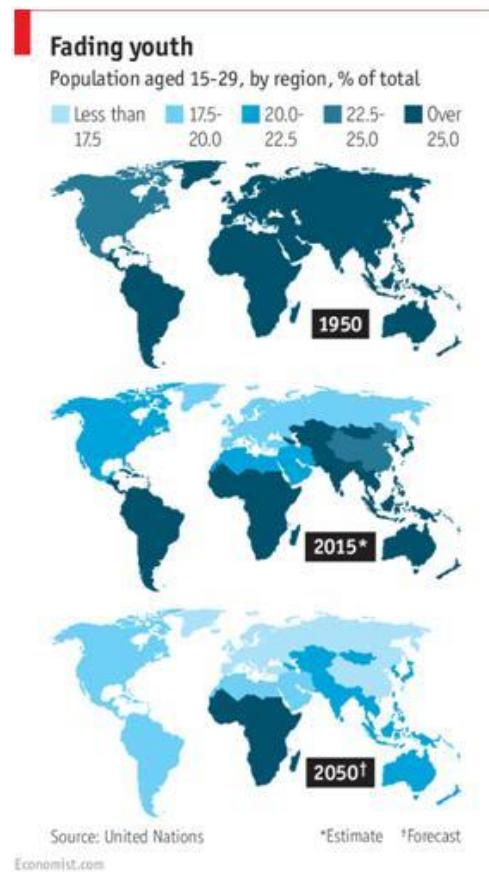 Fading youth
Population aged 15-29, by region, % of total
Less than 17.5- 20.0- 22.5- Over
17.5 20.0 22.5 25.0 25.0
1950
2015*
2050†
Source: United Nations *Estimate †Forecast
Economist.com